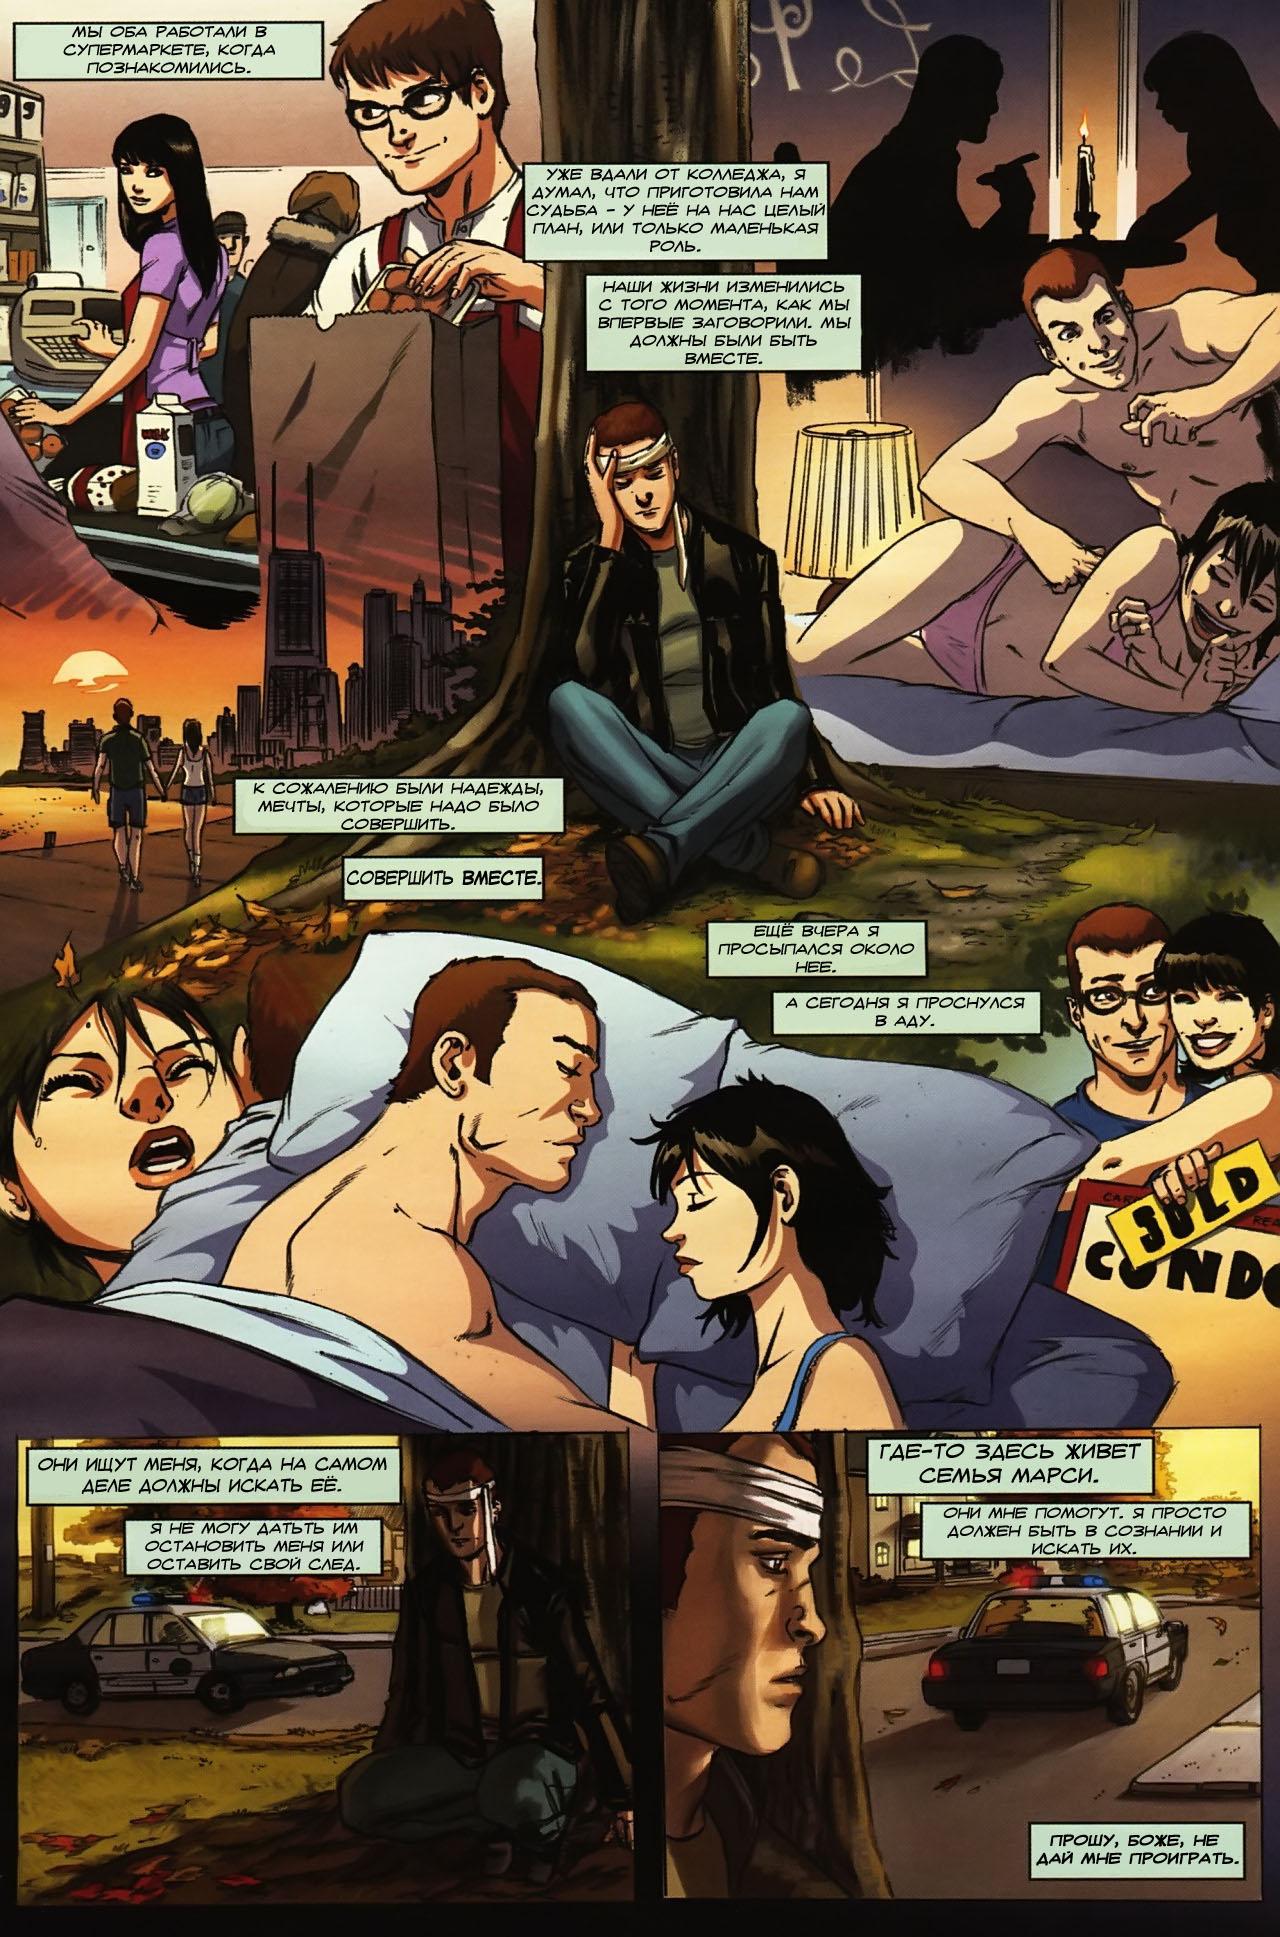 МЫ ОБА РАБОТАЛИ В
СУПЕРМАРКЕТЕ, КОГДА
ПОЗНАКОМИЛИСЬ.
УЖЕ ВДАЛИ ОТ КОЛЛЕДЖА, Я
ДУМАЛ, ЧТО ПРИГОТОВИЛА НАМ
СУДЬБА - У НЕЁ НА НАС ЦЕЛЫЙ
ПЛАН, ИЛИ ТОЛЬКО МАЛЕНЬКАЯ
РОЛЬ.
НАШИ ЖИЗНИ ИЗМЕНИЛИСЬ
С ТОГО МОМЕНТА, КАК МЫ
ВПЕРВЫЕ ЗАГОВОРИЛИ. МЫ
ДОЛЖНЫ БЫЛИ БЫТЬ
ВМЕСТЕ.
К СОЖАЛЕНИЮ БЫЛИ НАДЕЖДЫ,
МЕЧТЫ, КОТОРЫЕ НАДО БЫЛО
СОВЕРШИТЬ.
СОВЕРШИТЬ ВМЕСТЕ.
ЕЩЁ ВЧЕРА Я
ПРОСЫПАЛСЯ ОКОЛО
НЕЕ.
А СЕГОДНЯ Я ПРОСНУЛСЯ
В АДУ.
SOLD
CONDO
ОНИ ИЩУТ МЕНЯ, КОГДА НА САМОМ
ДЕЛЕ ДОЛЖНЫ ИСКАТЬ ЕЁ.
Я НЕ МОГУ ДАТЬТЬ ИМ
ОСТАНОВИТЬ МЕНЯ ИЛИ
ОСТАВИТЬ СВОЙ СЛЕД.
ГДЕ-ТО ЗДЕСЬ ЖИВЕТ
СЕМЬЯ МАРСИ.
ОНИ МНЕ ПОМОГУТ. Я ПРОСТО
ДОЛЖЕН БЫТЬ В СОЗНАНИИ И
ИСКАТЬ ИХ.
ПРОШУ, БОЖЕ, НЕ
ДАЙ МНЕ ПРОИГРАТЬ.